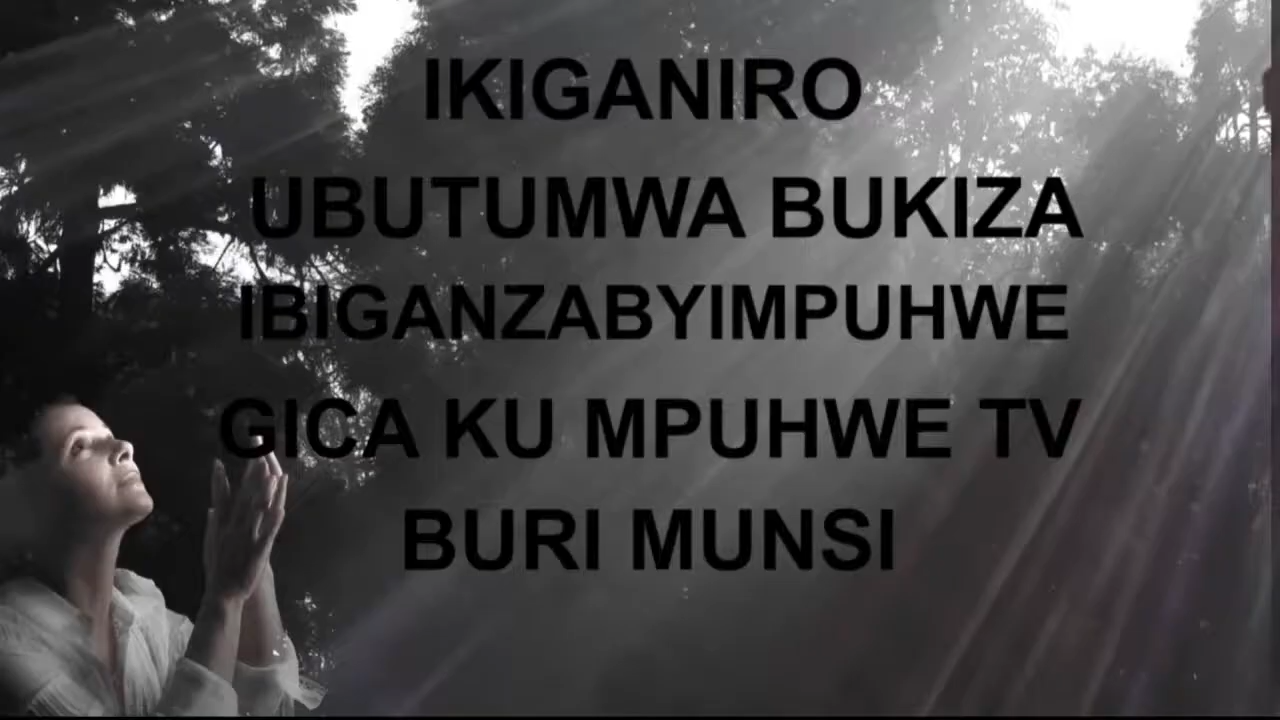 IKIGANIRO
UBUTUMWA BUKIZA
IBIGANZABYIMPUHWE
GICA KU MPUHWE TV
BURI MUNSI